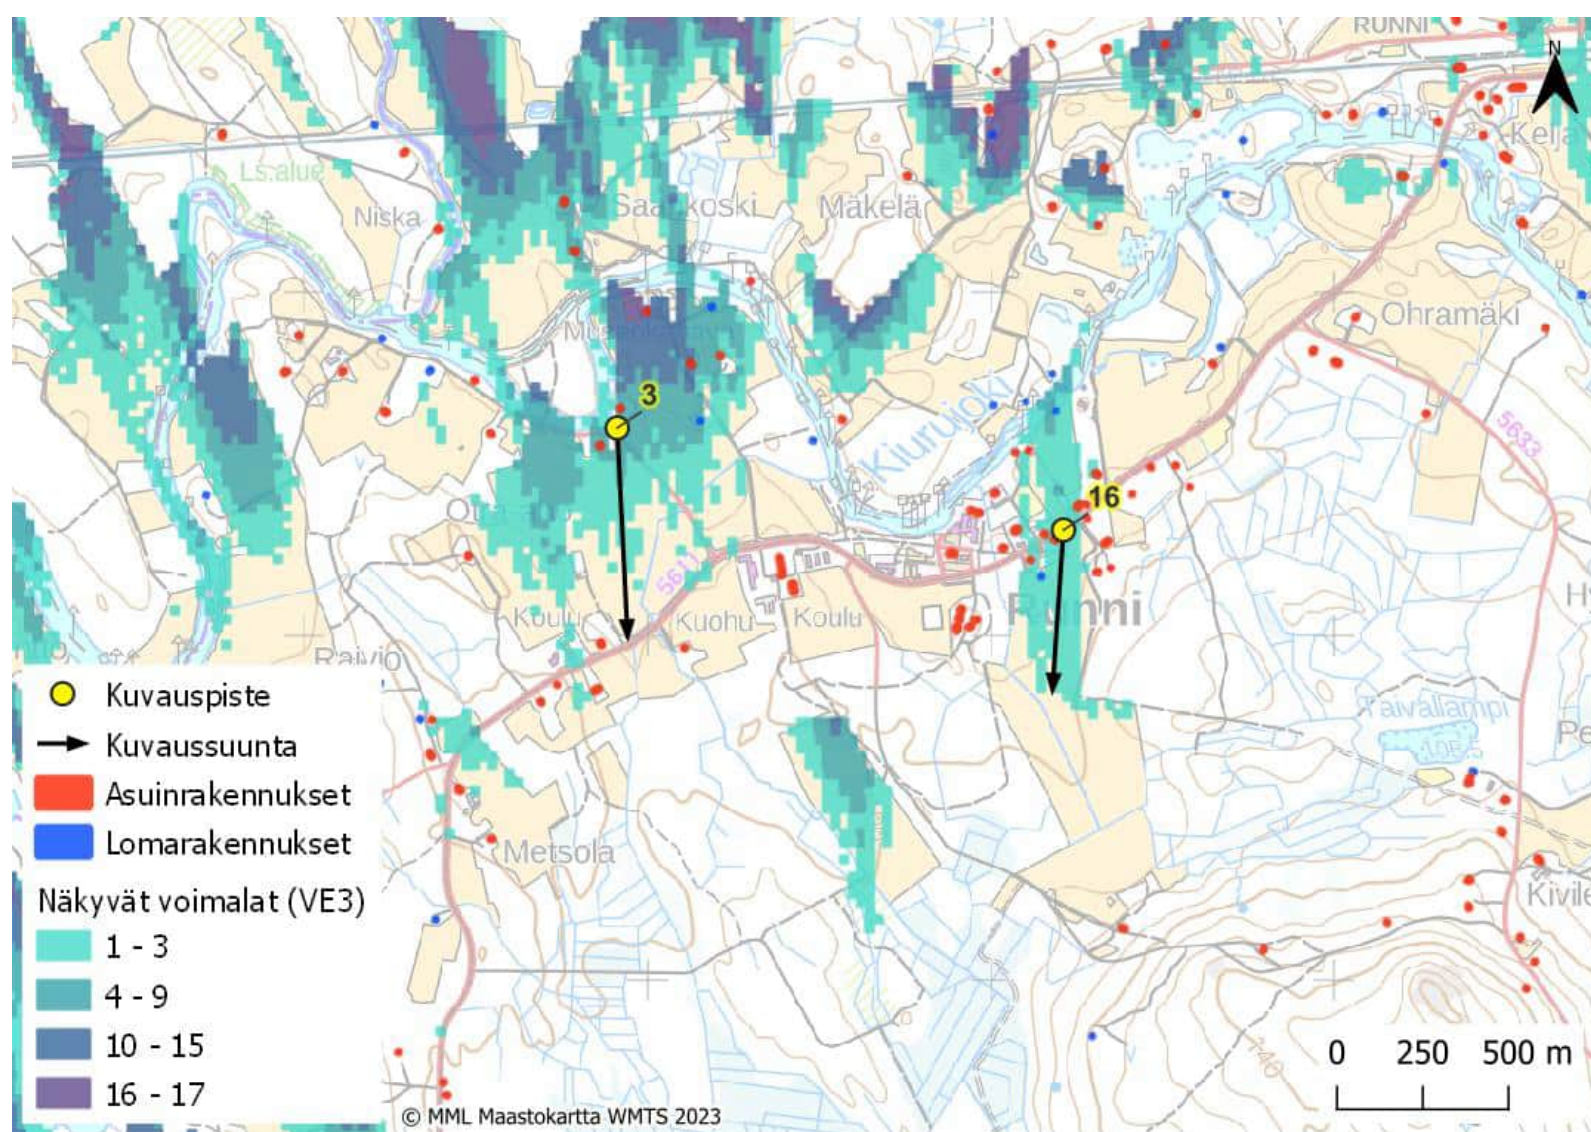 RUNNI
N
Ls:alue
Niska
Mäkelä
Ohramäki
3
Kiurujoki
5633
16
5611
Koulu
Kuohu
Koulu
Runni
Raivio
Taivallampi
Metsola
140
Kuvauspiste
Kuvaussuunta
Asuinrakennukset
Lomarakennukset
Näkyvät voimalat (VE3)
1 - 3
4 - 9
10 - 15
16 - 17
0 250 500 m
© MML Maastokartta WMTS 2023